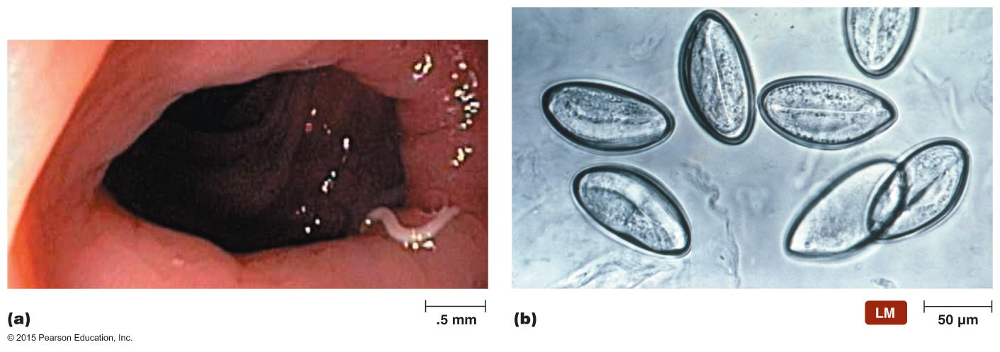 (a)
.5 mm
(b)
LM
50 µm
© 2015 Pearson Education, Inc.